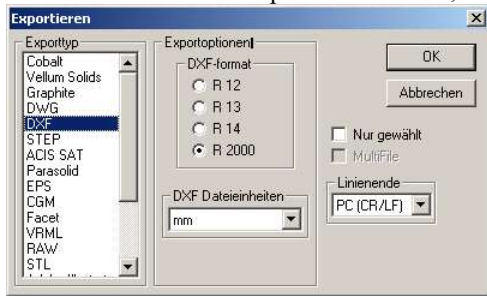 Exportieren
Exporttyp
Cobalt
Vellum Solids
Graphite
DWG
DXF
STEP
ACIS SAT
Parasolid
EPS
CGM
Facet
VRML
RAW
STL
Exportoptionen
DXF-format
R 12
R 13
R 14
R 2000
DXF Dateieinheiten
mm
OK
Abbrechen
Nur gewählt
MultiFile
Linienende
PC (CR/LF)